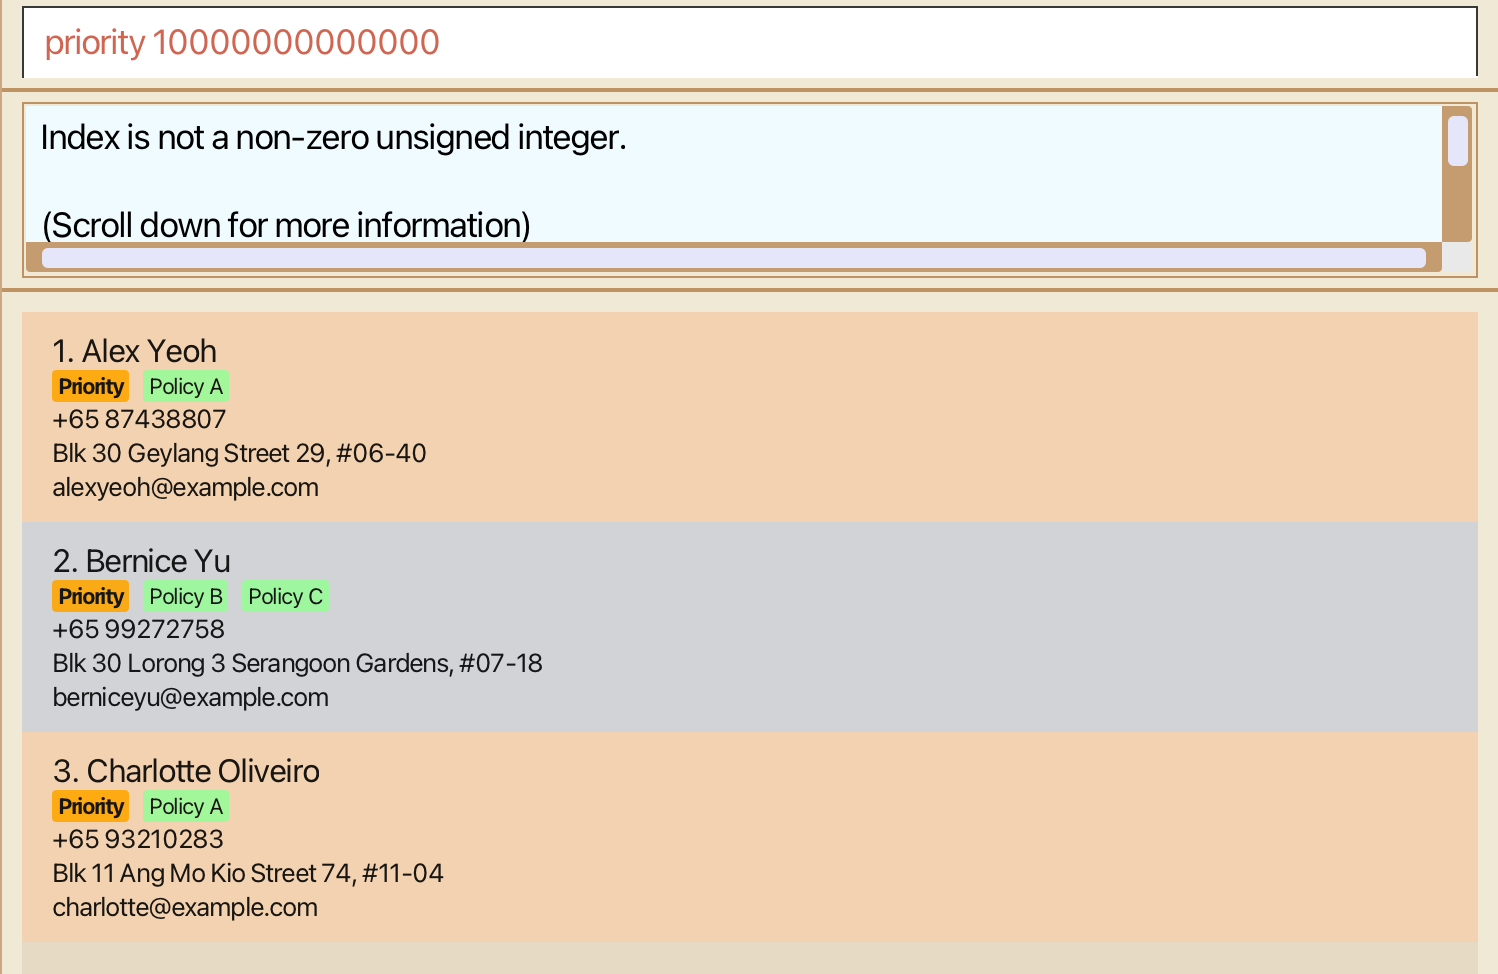 priority 10000000000000
Index is not a non-zero unsigned integer.
(Scroll down for more information)
1. Alex Yeoh
Priority Policy A
+65 87438807
Blk 30 Geylang Street 29, #06-40
alexyeoh@example.com
2. Bernice Yu
Priority Policy B Policy C
+65 99272758
Blk 30 Lorong 3 Serangoon Gardens, #07-18
berniceyu@example.com
3. Charlotte Oliveiro
Priority Policy A
+65 93210283
Blk 11 Ang Mo Kio Street 74, #11-04
charlotte@example.com